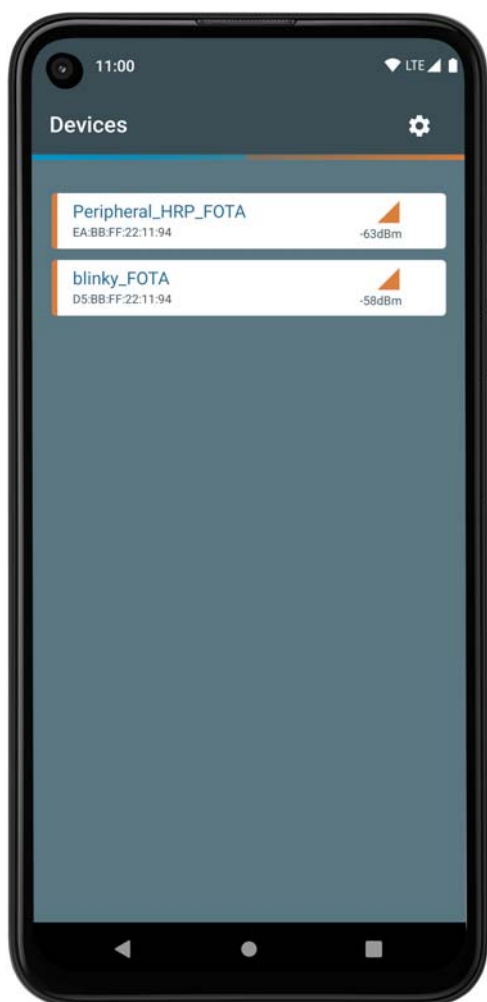 11:00
LTE
Devices
Peripheral_HRP_FOTA
EA:BB:FF:22:11:94
-63dBm
blinky_FOTA
D5:BB:FF:22:11:94
-58dBm